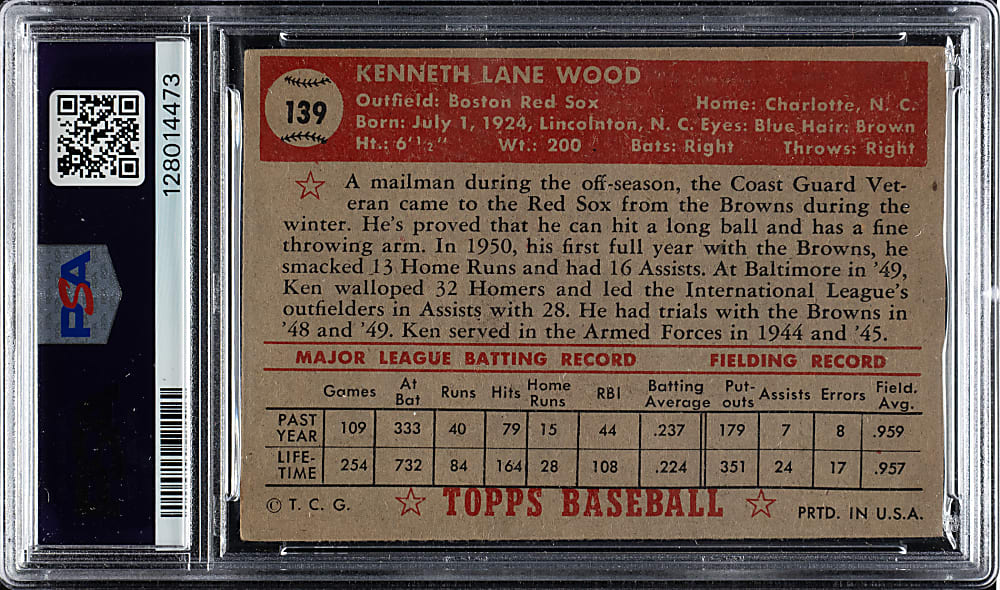 PSA
128014473
139
KENNETH LANE WOOD
Outfield: Boston Red Sox Home: Charlotte, N. C.
Born: July 1, 1924, Lincolnton, N. C. Eyes: Blue Hair: Brown
Ht.: 6'1/2" Wt.: 200 Bats: Right Throws: Right
A mailman during the off-season, the Coast Guard Vet-
eran came to the Red Sox from the Browns during the
winter. He's proved that he can hit a long ball and has a fine
throwing arm. In 1950, his first full year with the Browns, he
smacked 13 Home Runs and had 16 Assists. At Baltimore in '49,
Ken walloped 32 Homers and led the International League's
outfielders in Assists with 28. He had trials with the Browns in
'48 and '49. Ken served in the Armed Forces in 1944 and '45.
MAJOR LEAGUE BATTING RECORD FIELDING RECORD
Games At Bat Runs Hits Home Runs RBI Batting Average Put-outs Assists Errors Field. Avg.
PAST YEAR 109 333 40 79 15 44 .237 179 7 8 .959
LIFE-TIME 254 732 84 164 28 108 .224 351 24 17 .957
© T. C. G. TOPPS BASEBALL PRTD. IN U.S.A.